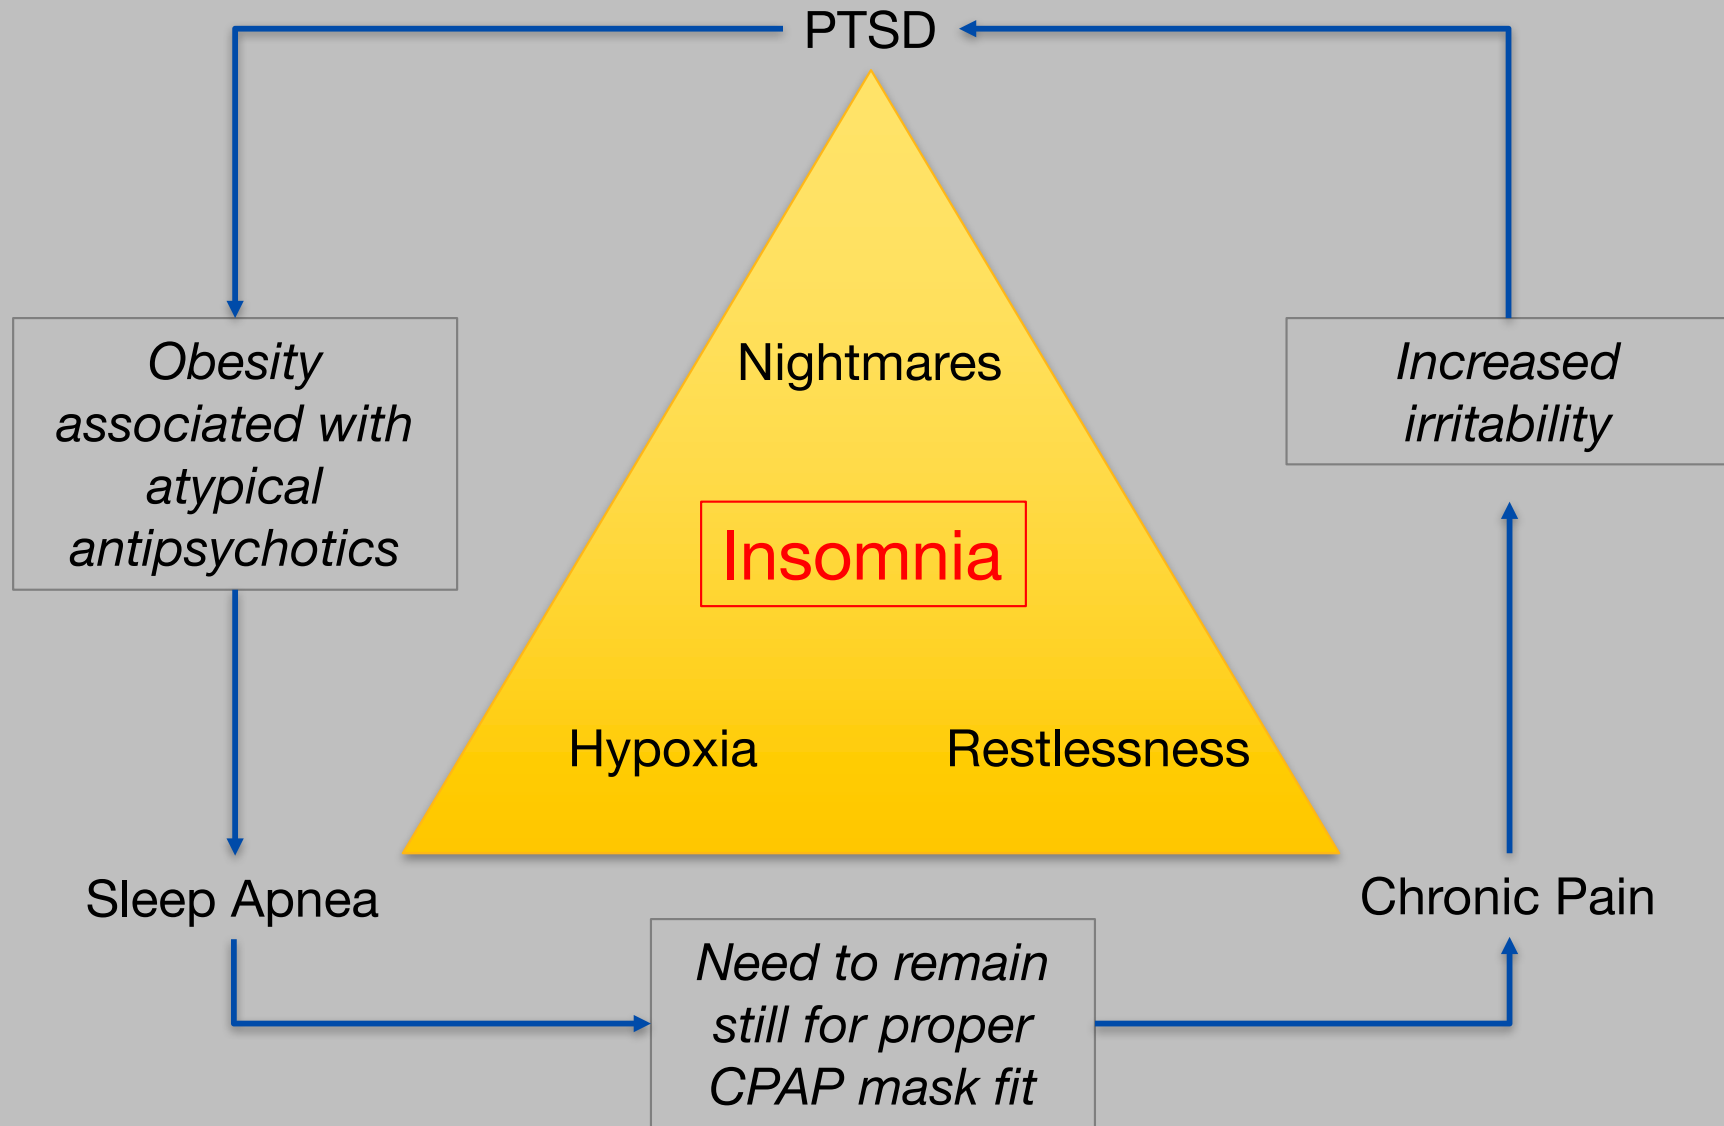 PTSD
Obesity
associated with
atypical
antipsychotics
Nightmares
Increased
irritability
Insomnia
Hypoxia
Restlessness
Sleep Apnea
Chronic Pain
Need to remain
still for proper
CPAP mask fit